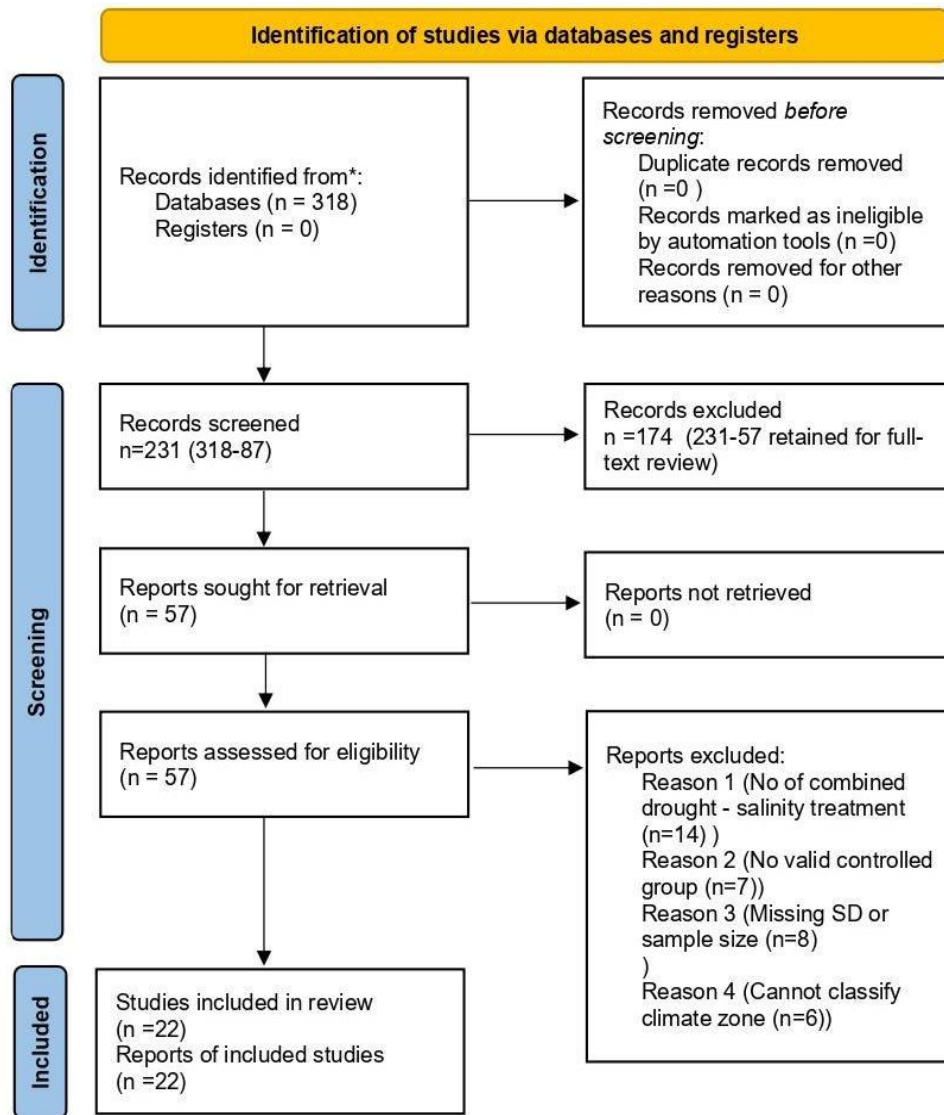 Identification of studies via databases and registers
Identification
Records identified from*:
Databases (n = 318)
Registers (n = 0)
Records removed before
screening:
Duplicate records removed
(n =0 )
Records marked as ineligible
by automation tools (n =0)
Records removed for other
reasons (n = 0)
Screening
Records screened
n=231 (318-87)
Records excluded
n =174  (231-57 retained for full-
text review)
Reports sought for retrieval
(n = 57)
Reports not retrieved
(n = 0)
Reports assessed for eligibility
(n = 57)
Reports excluded:
Reason 1 (No of combined
drought - salinity treatment
(n=14) )
Reason 2 (No valid controlled
group (n=7))
Reason 3 (Missing SD or
sample size (n=8)
)
Reason 4 (Cannot classify
climate zone (n=6))
Included
Studies included in review
(n =22)
Reports of included studies
(n =22)